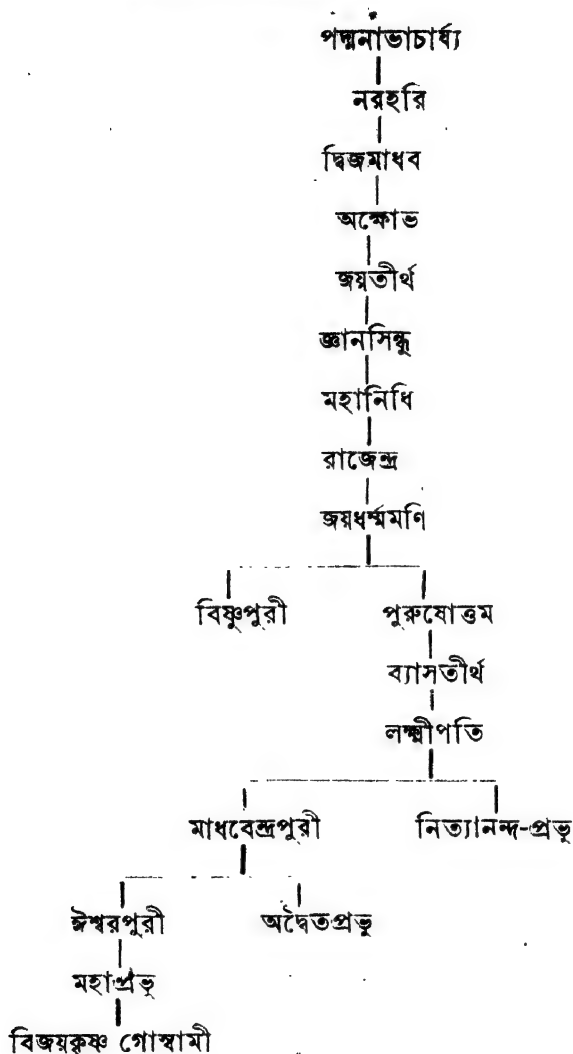 পদ্মনাভাচার্য্য
নরহরি
দ্বিজমাধব
অক্ষোভ
জয়তীর্থ
জ্ঞানসিন্ধু
মহানিধি
রাজেন্দ্র
জয়ধর্ম্মমণি
বিষ্ণুপুরী পুরুষোত্তম
ব্যাসতীর্থ
লক্ষ্মীপতি
মাধবেন্দ্রপুরী নিত্যানন্দ-প্রভু
ঈশ্বরপুরী অদ্বৈতপ্রভু
মহাপ্রভু
বিজয়কৃষ্ণ গোস্বামী